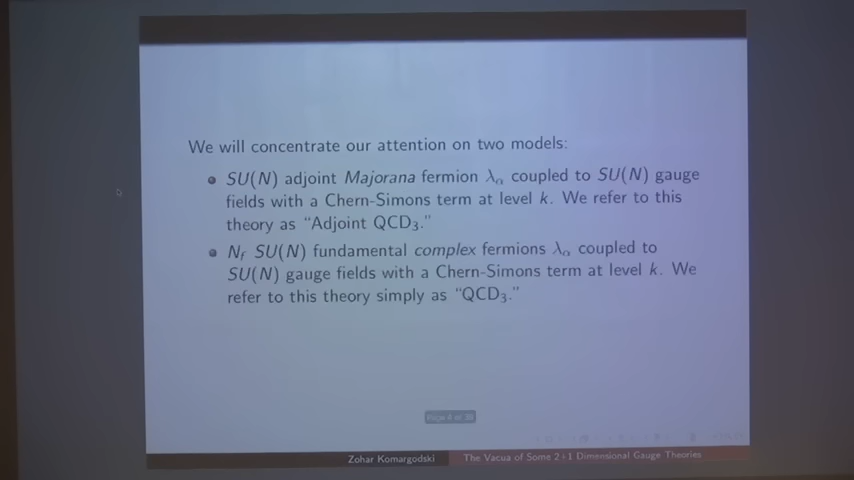 We will concentrate our attention on two models:
• SU(N) adjoint Majorana fermion λα coupled to SU(N) gauge
fields with a Chern-Simons term at level k. We refer to this
theory as “Adjoint QCD₃.”
• Nf SU(N) fundamental complex fermions λα coupled to
SU(N) gauge fields with a Chern-Simons term at level k. We
refer to this theory simply as “QCD₃.”
Zohar Komargodski
The Vacua of Some 2+1 Dimensional Gauge Theories